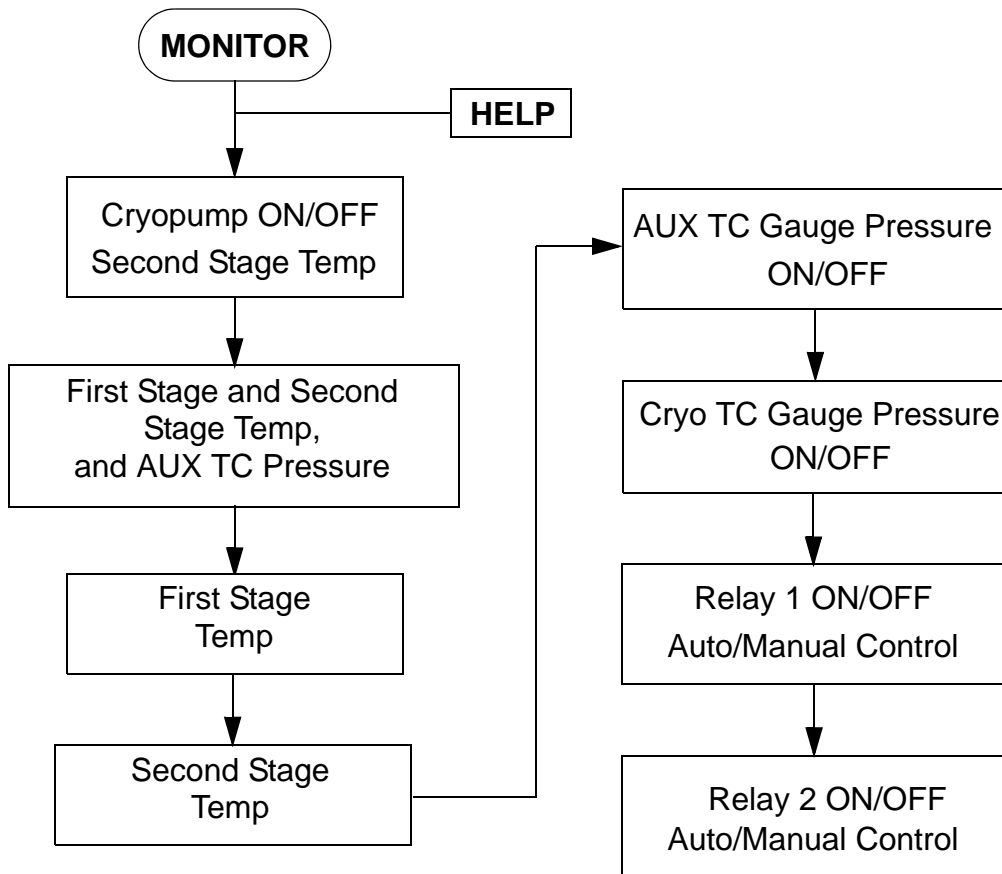 MONITOR
HELP
Cryopump ON/OFF
Second Stage Temp
First Stage and Second
Stage Temp,
and AUX TC Pressure
First Stage
Temp
Second Stage
Temp
AUX TC Gauge Pressure
ON/OFF
Cryo TC Gauge Pressure
ON/OFF
Relay 1 ON/OFF
Auto/Manual Control
Relay 2 ON/OFF
Auto/Manual Control